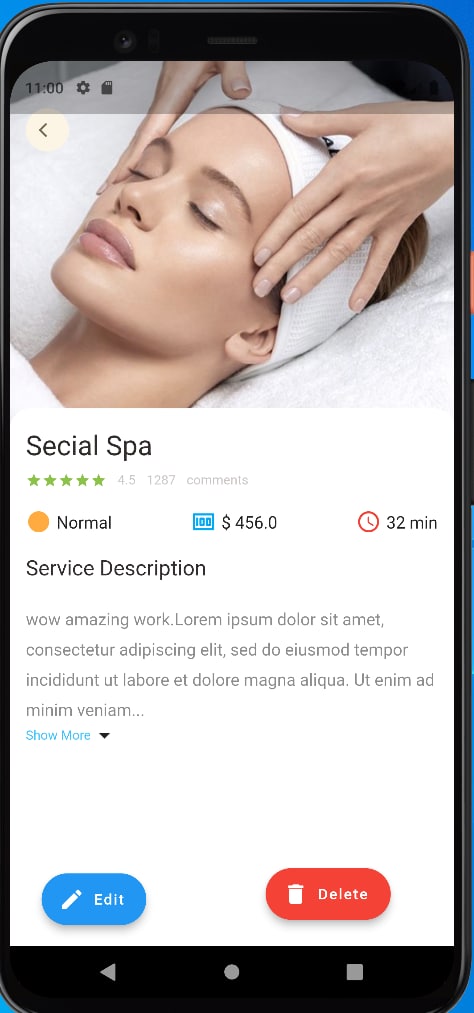 11:00
Secial Spa
4.5 1287 comments
Normal $ 456.0 32 min
Service Description
wow amazing work.Lorem ipsum dolor sit amet,
consectetur adipiscing elit, sed do eiusmod tempor
incididunt ut labore et dolore magna aliqua. Ut enim ad
minim veniam...
Show More
Edit Delete